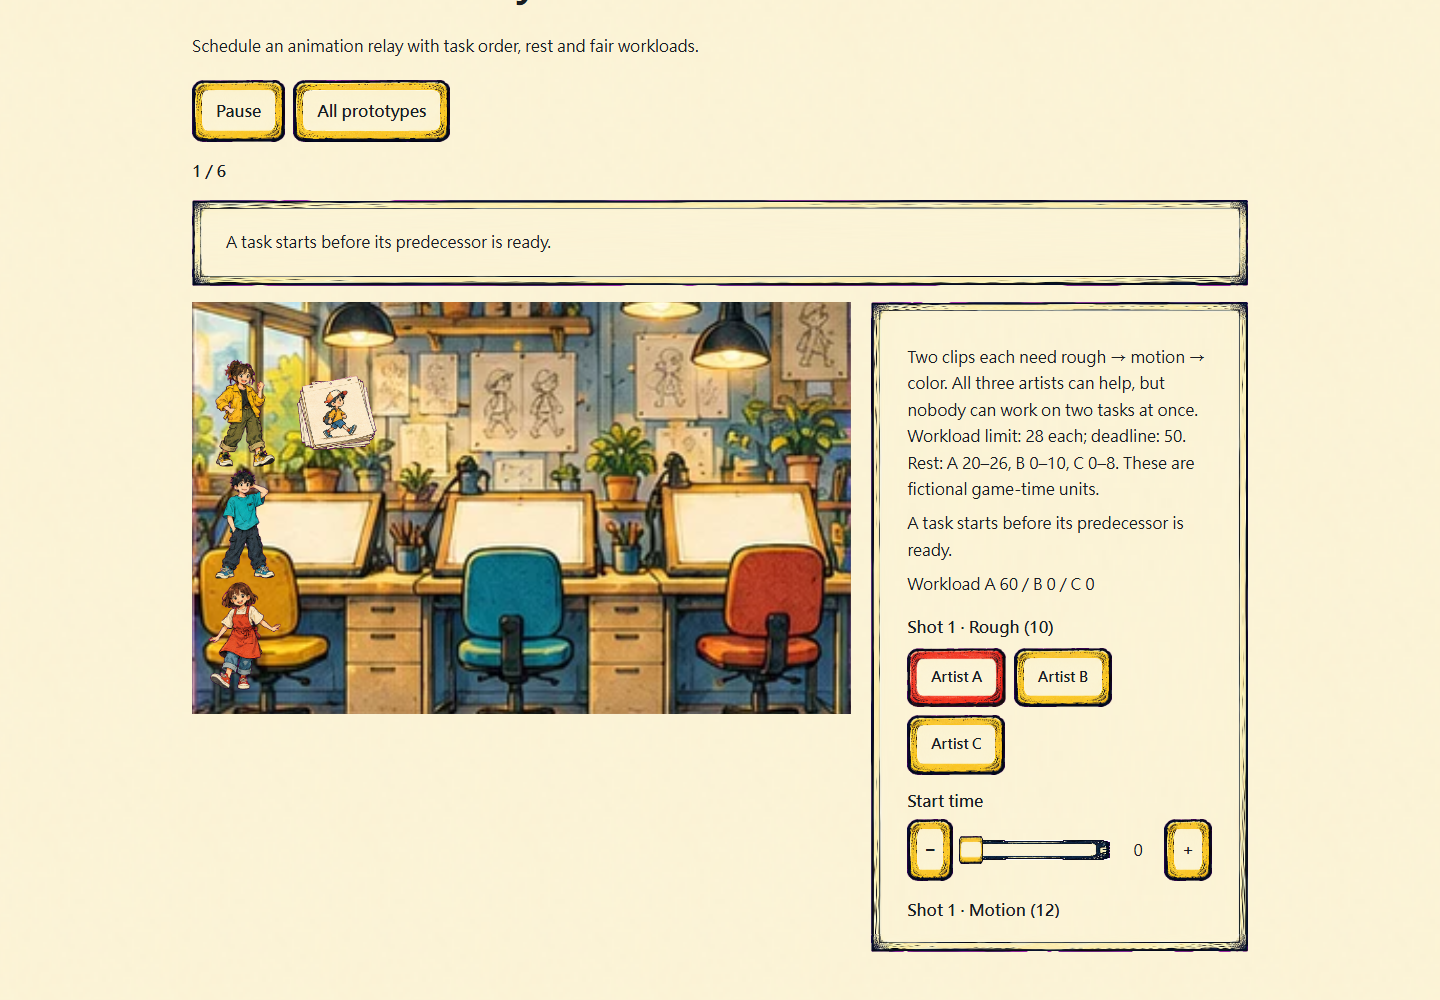 Schedule an animation relay with task order, rest and fair workloads.
Pause
All prototypes
1 / 6
A task starts before its predecessor is ready.
Two clips each need rough → motion →
color. All three artists can help, but
nobody can work on two tasks at once.
Workload limit: 28 each; deadline: 50.
Rest: A 20–26, B 0–10, C 0–8. These are
fictional game-time units.
A task starts before its predecessor is
ready.
Workload A 60 / B 0 / C 0
Shot 1 · Rough (10)
Artist A
Artist B
Artist C
Start time
−
0
+
Shot 1 · Motion (12)